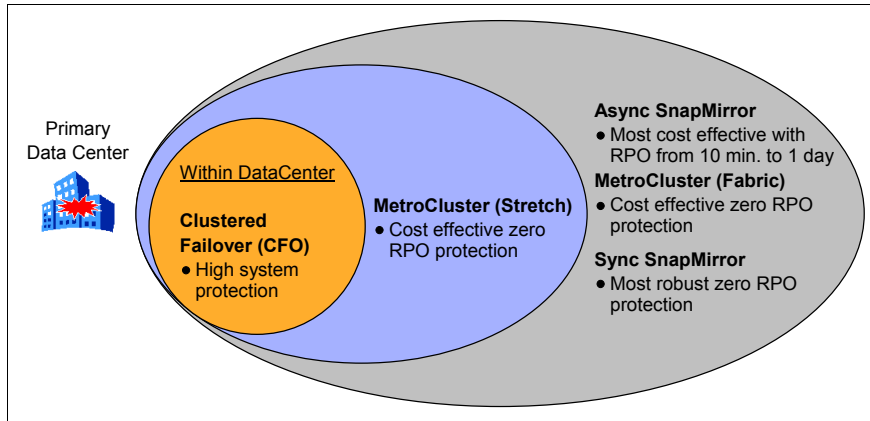 Primary
Data Center
Within DataCenter
Clustered
Failover (CFO)
● High system
protection
MetroCluster (Stretch)
● Cost effective zero
RPO protection
Async SnapMirror
● Most cost effective with
RPO from 10 min. to 1 day
MetroCluster (Fabric)
● Cost effective zero RPO
protection
Sync SnapMirror
● Most robust zero RPO
protection